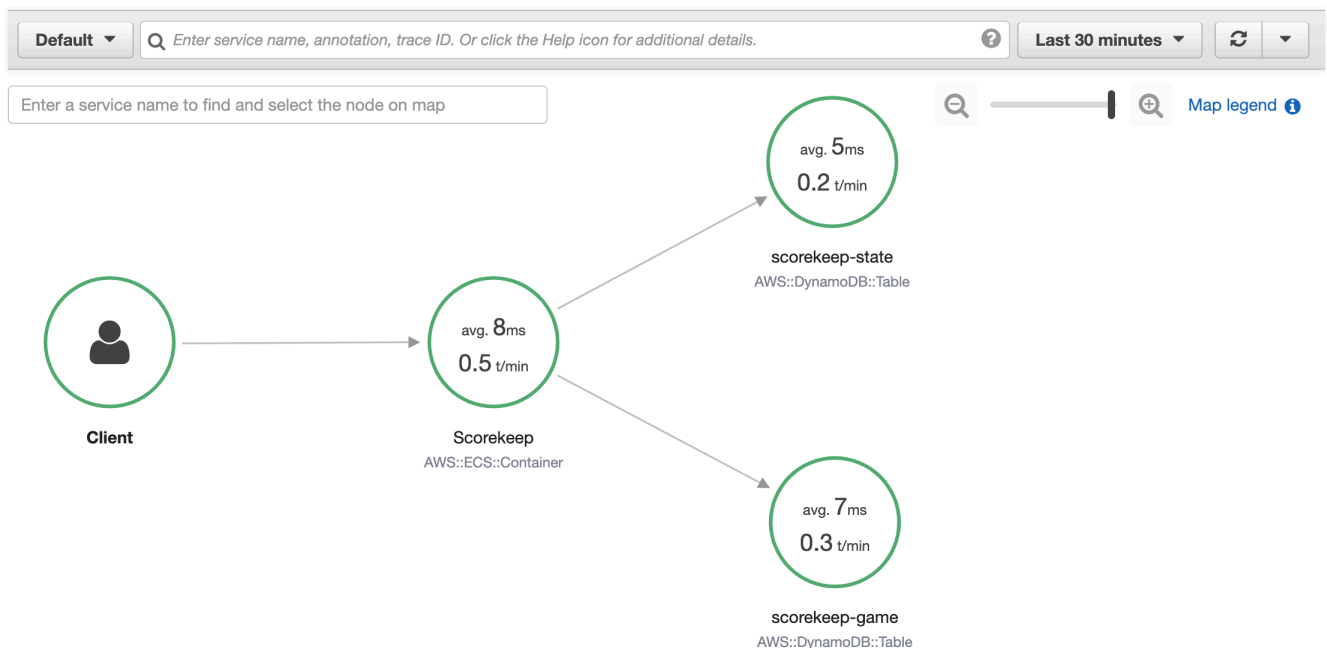 Default
Enter service name, annotation, trace ID. Or click the Help icon for additional details.
?
Last 30 minutes
Enter a service name to find and select the node on map
Map legend i
avg. 5ms
0.2 t/min
scorekeep-state
AWS::DynamoDB::Table
Client
avg. 8ms
0.5 t/min
Scorekeep
AWS::ECS::Container
avg. 7ms
0.3 t/min
scorekeep-game
AWS::DynamoDB::Table